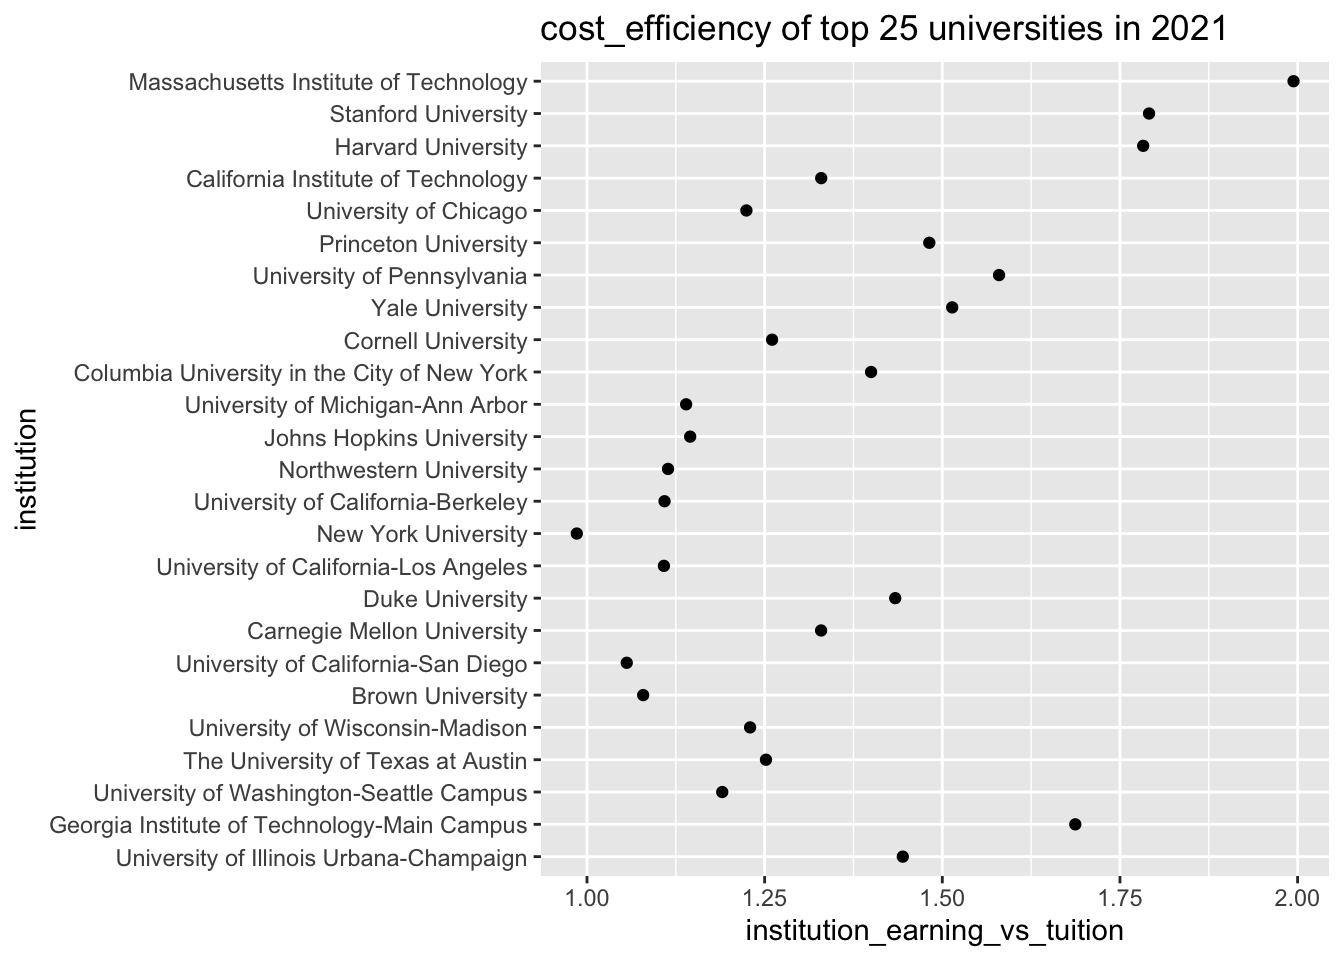 cost_efficiency of top 25 universities in 2021
Massachusetts Institute of Technology
Stanford University
Harvard University
California Institute of Technology
University of Chicago
Princeton University
University of Pennsylvania
Yale University
Cornell University
Columbia University in the City of New York
University of Michigan-Ann Arbor
Johns Hopkins University
Northwestern University
University of California-Berkeley
New York University
University of California-Los Angeles
Duke University
Carnegie Mellon University
University of California-San Diego
Brown University
University of Wisconsin-Madison
The University of Texas at Austin
University of Washington-Seattle Campus
Georgia Institute of Technology-Main Campus
University of Illinois Urbana-Champaign
institution
1.00 1.25 1.50 1.75 2.00
institution_earning_vs_tuition